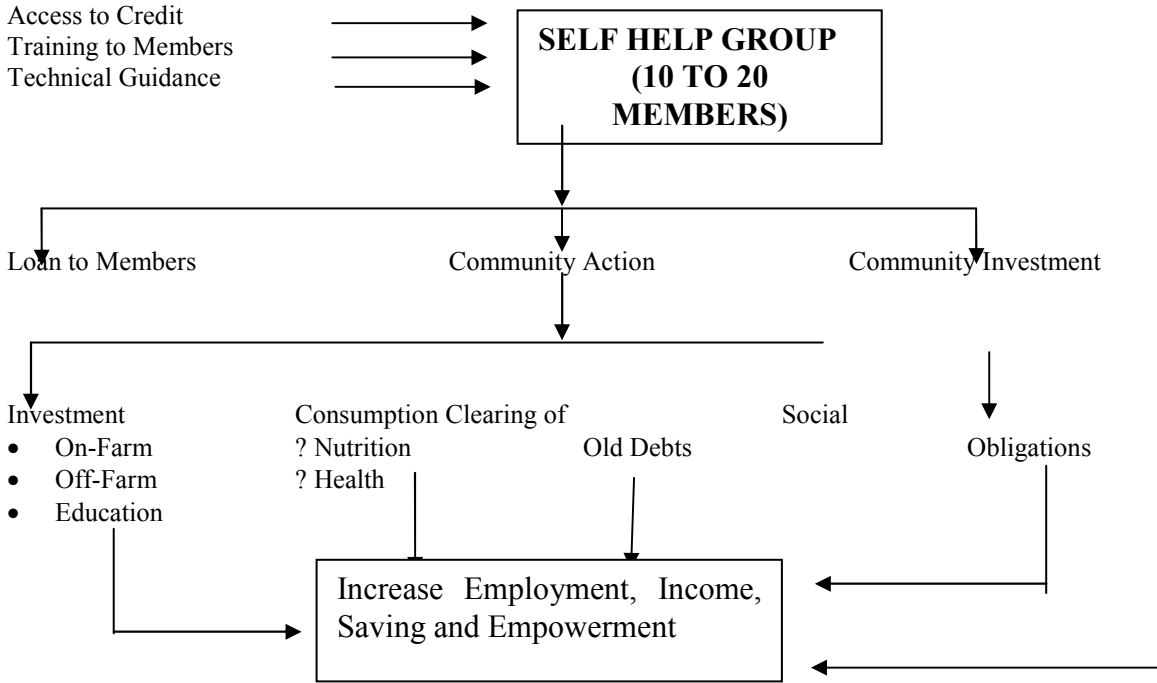 Access to Credit
Training to Members
Technical Guidance
SELF HELP GROUP
(10 TO 20
MEMBERS)
Loan to Members Community Action Community Investment
Investment Consumption Clearing of Social
• On-Farm ? Nutrition Old Debts Obligations
• Off-Farm ? Health
• Education
Increase Employment, Income,
Saving and Empowerment